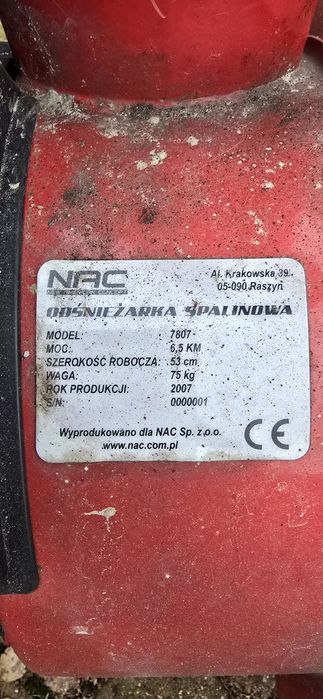 NAC
Al. Krakowska 39
05-090 Raszyn
ODŚNIEŻARKA SPALINOWA
MODEL: 7807
MOC: 6,5 KM
SZEROKOŚĆ ROBOCZA: 53 cm
WAGA: 75 kg
ROK PRODUKCJI: 2007
S/N: 0000001
Wyprodukowano dla NAC Sp. z o.o.
www.nac.com.pl
CE